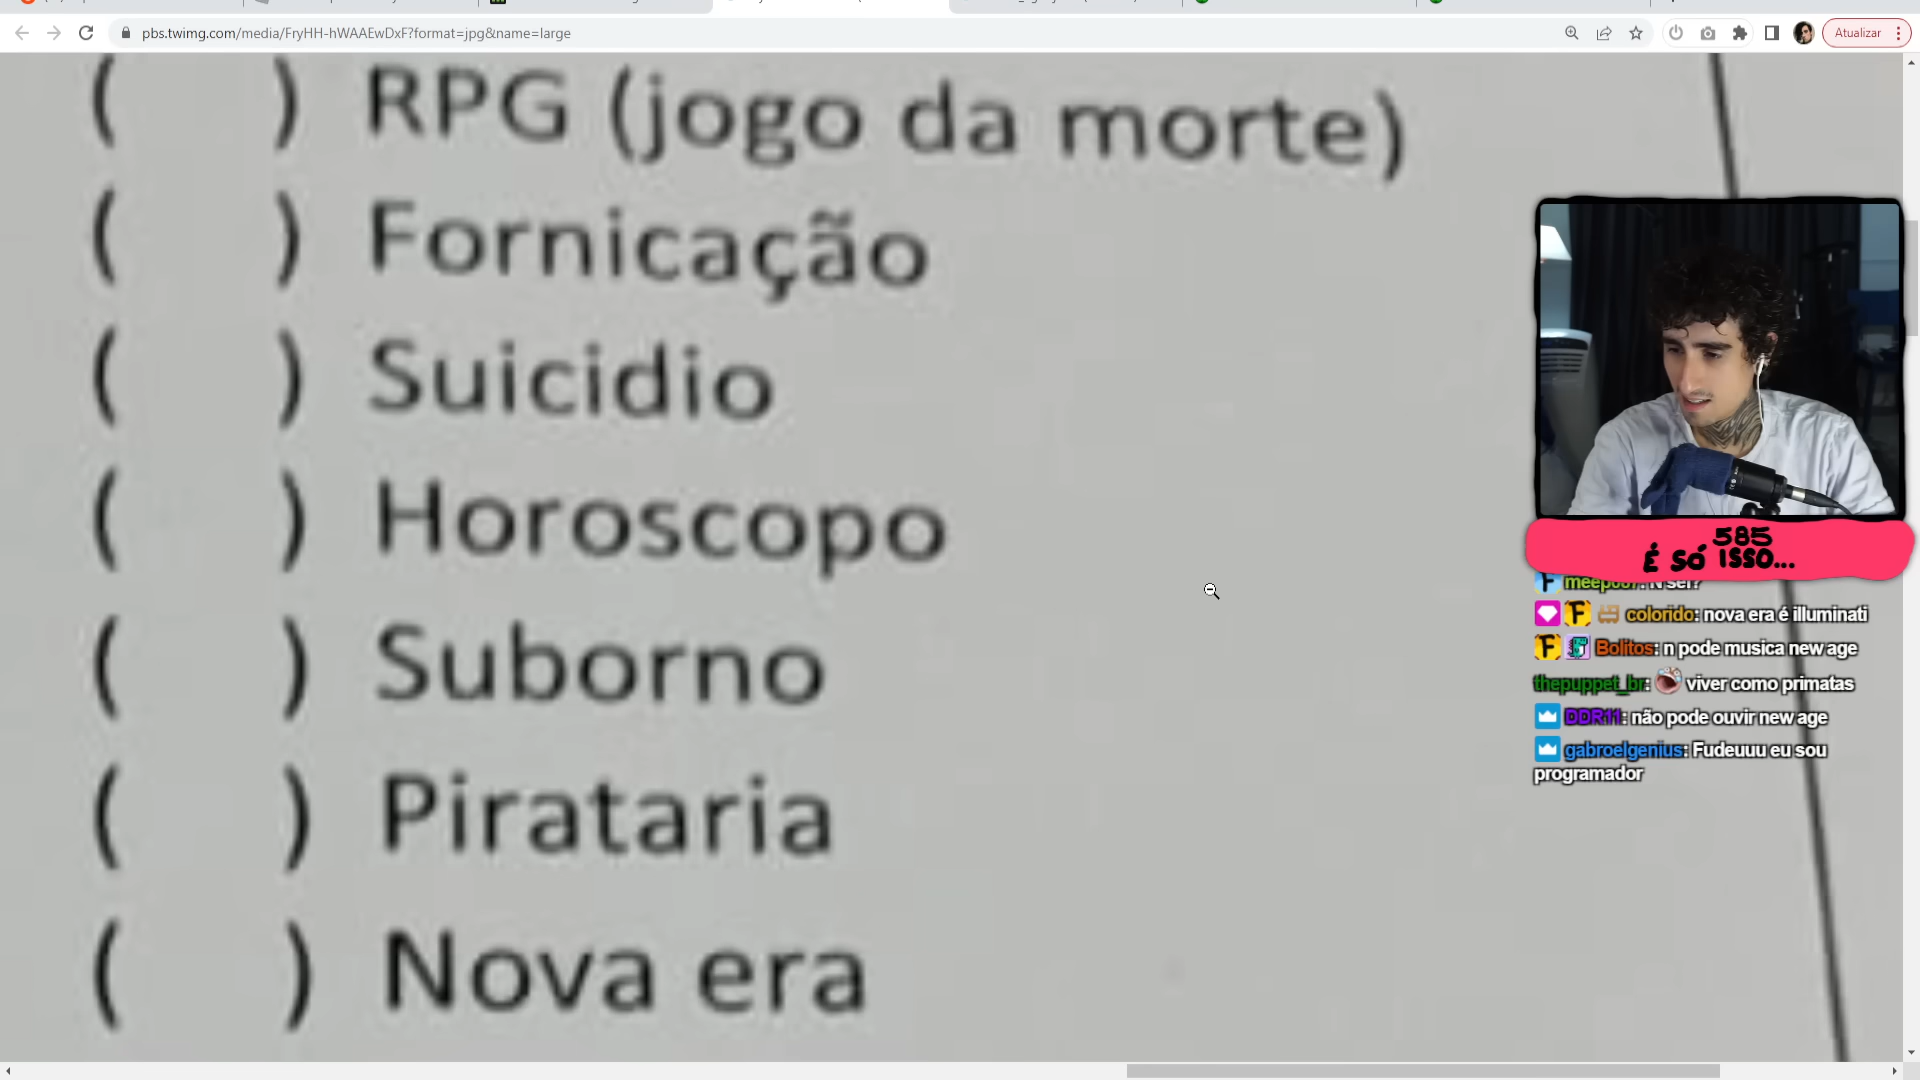 pbs.twimg.com/media/FryHH-hWAAEwDxF?format=jpg&name=large
Atualizar
( ) RPG (jogo da morte)
( ) Fornicação
( ) Suicidio
( ) Horoscopo
( ) Suborno
( ) Pirataria
( ) Nova era
585
É SÓ ISSO...
colorido: nova era é illuminati
Bolitos: n pode musica new age
thepuppet_br: viver como primatas
DDR11: não pode ouvir new age
gabroelgenius: Fudeuuu eu sou
programador